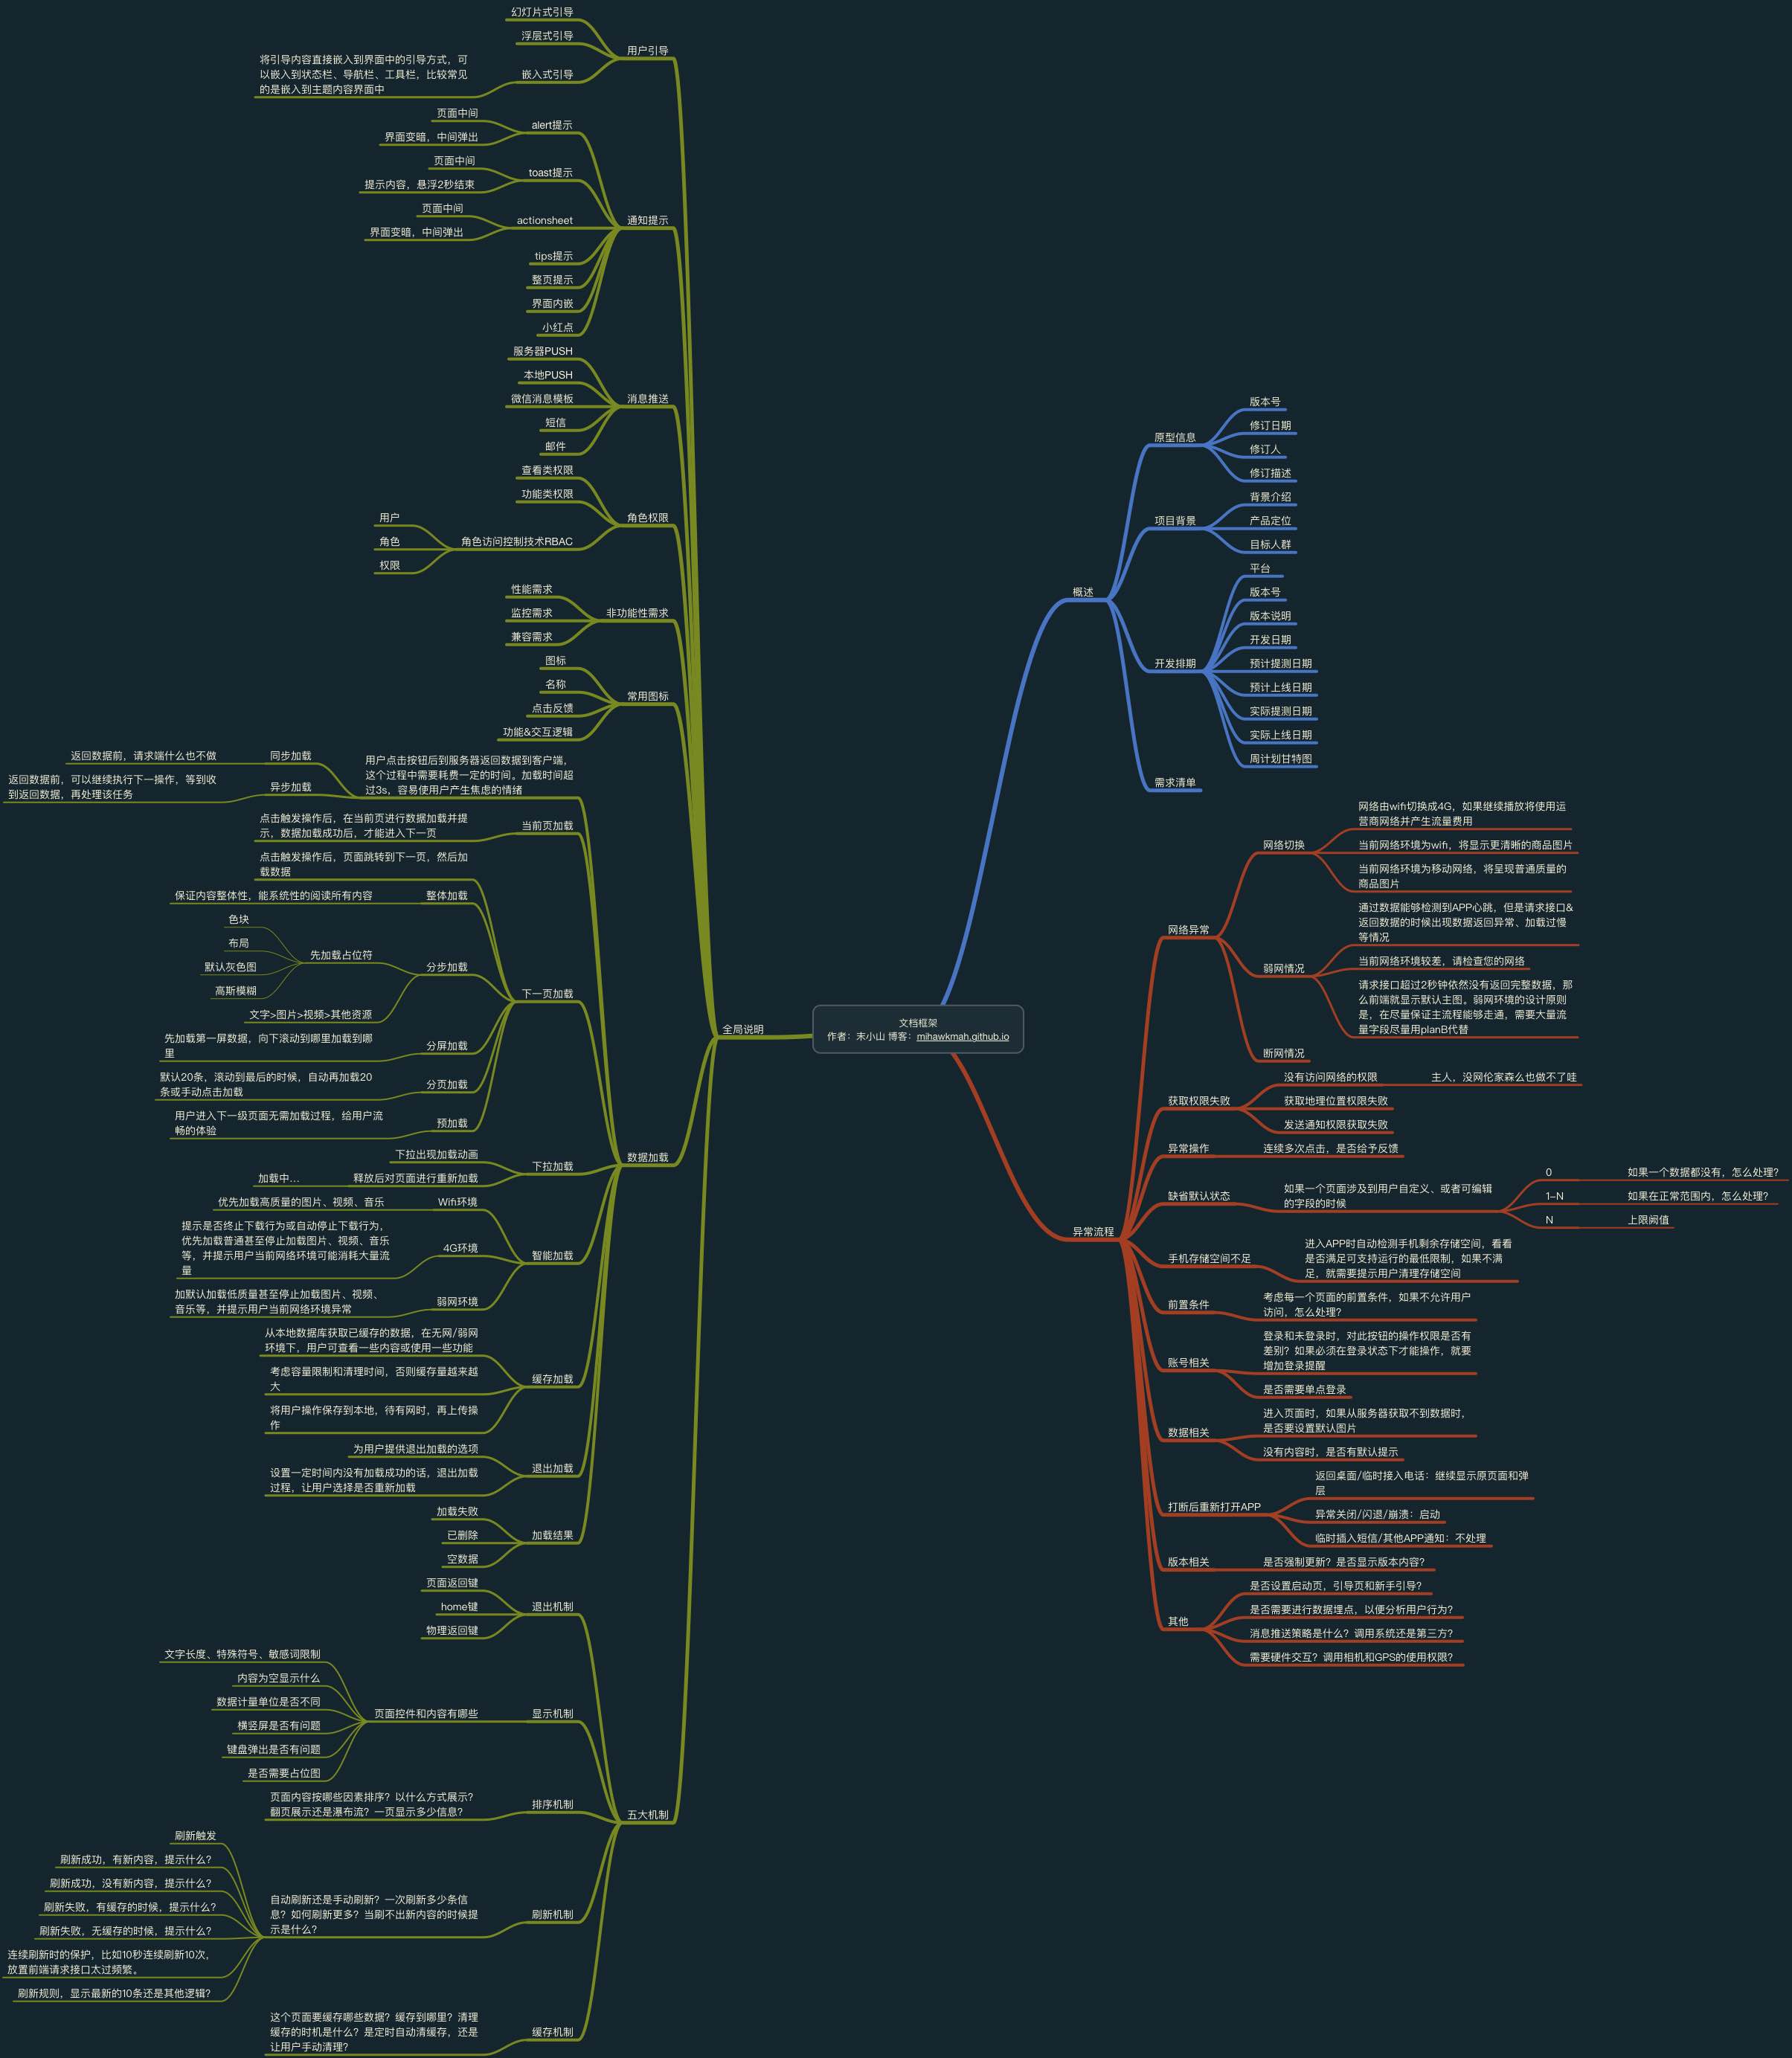 文档框架
作者：末小山 博客：mihawkmah.github.io
概述
原型信息
版本号
修订日期
修订人
修订描述
项目背景
背景介绍
产品定位
目标人群
开发排期
平台
版本号
版本说明
开发日期
预计提测日期
预计上线日期
实际提测日期
实际上线日期
周计划甘特图
需求清单
异常流程
网络异常
网络切换
网络由wifi切换成4G，如果继续播放将使用运
营商网络并产生流量费用
当前网络环境为wifi，将显示更清晰的商品图片
当前网络环境为移动网络，将呈现普通质量的
商品图片
弱网情况
通过数据能够检测到APP心跳，但是请求接口&
返回数据的时候出现数据返回异常、加载过慢
等情况
当前网络环境较差，请检查您的网络
请求接口超过2秒钟依然没有返回完整数据，那
么前端就显示默认主图。弱网环境的设计原则
是，在尽量保证主流程能够走通，需要大量流
量字段尽量用planB代替
断网情况
获取权限失败
没有访问网络的权限
主人，没网伦家森么也做不了哇
获取地理位置权限失败
发送通知权限获取失败
异常操作
连续多次点击，是否给予反馈
缺省默认状态
如果一个页面涉及到用户自定义、或者可编辑
的字段的时候
0
如果一个数据都没有，怎么处理？
1-N
如果在正常范围内，怎么处理？
N
上限阙值
手机存储空间不足
进入APP时自动检测手机剩余存储空间，看看
是否满足可支持运行的最低限制，如果不满
足，就需要提示用户清理存储空间
前置条件
考虑每一个页面的前置条件，如果不允许用户
访问，怎么处理？
账号相关
登录和未登录时，对此按钮的操作权限是否有
差别？如果必须在登录状态下才能操作，就要
增加登录提醒
是否需要单点登录
数据相关
进入页面时，如果从服务器获取不到数据时，
是否要设置默认图片
没有内容时，是否有默认提示
打断后重新打开APP
返回桌面/临时接入电话：继续显示原页面和弹
层
异常关闭/闪退/崩溃：启动
临时插入短信/其他APP通知：不处理
版本相关
是否强制更新？是否显示版本内容？
其他
是否设置启动页，引导页和新手引导？
是否需要进行数据埋点，以便分析用户行为？
消息推送策略是什么？调用系统还是第三方？
需要硬件交互？调用相机和GPS的使用权限？
全局说明
用户引导
幻灯片式引导
浮层式引导
嵌入式引导
将引导内容直接嵌入到界面中的引导方式，可
以嵌入到状态栏、导航栏、工具栏，比较常见
的是嵌入到主题内容界面中
通知提示
alert提示
页面中间
界面变暗，中间弹出
toast提示
页面中间
提示内容，悬浮2秒结束
actionsheet
页面中间
界面变暗，中间弹出
tips提示
整页提示
界面内嵌
小红点
消息推送
服务器PUSH
本地PUSH
微信消息模板
短信
邮件
角色权限
查看类权限
功能类权限
角色访问控制技术RBAC
用户
角色
权限
非功能性需求
性能需求
监控需求
兼容需求
常用图标
图标
名称
点击反馈
功能&交互逻辑
数据加载
用户点击按钮后到服务器返回数据到客户端，
这个过程中需要耗费一定的时间。加载时间超
过3s，容易使用户产生焦虑的情绪
同步加载
返回数据前，请求端什么也不做
异步加载
返回数据前，可以继续执行下一操作，等到收
到返回数据，再处理该任务
当前页加载
点击触发操作后，在当前页进行数据加载并提
示，数据加载成功后，才能进入下一页
下一页加载
点击触发操作后，页面跳转到下一页，然后加
载数据
整体加载
保证内容整体性，能系统性的阅读所有内容
分步加载
先加载占位符
色块
布局
默认灰色图
高斯模糊
文字>图片>视频>其他资源
分屏加载
先加载第一屏数据，向下滚动到哪里加载到哪
里
分页加载
默认20条，滚动到最后的时候，自动再加载20
条或手动点击加载
预加载
用户进入下一级页面无需加载过程，给用户流
畅的体验
下拉加载
下拉出现加载动画
释放后对页面进行重新加载
加载中...
智能加载
Wifi环境
优先加载高质量的图片、视频、音乐
4G环境
提示是否终止下载行为或自动停止下载行为，
优先加载普通甚至停止加载图片、视频、音乐
等，并提示用户当前网络环境可能消耗大量流
量
弱网环境
加默认加载低质量甚至停止加载图片、视频、
音乐等，并提示用户当前网络环境异常
缓存加载
从本地数据库获取已缓存的数据，在无网/弱网
环境下，用户可查看一些内容或使用一些功能
考虑容量限制和清理时间，否则缓存量越来越
大
将用户操作保存到本地，待有网时，再上传操
作
退出加载
为用户提供退出加载的选项
设置一定时间内没有加载成功的话，退出加载
过程，让用户选择是否重新加载
加载结果
加载失败
已删除
空数据
五大机制
退出机制
页面返回键
home键
物理返回键
显示机制
页面控件和内容有哪些
文字长度、特殊符号、敏感词限制
内容为空显示什么
数据计量单位是否不同
横竖屏是否有问题
键盘弹出是否有问题
是否需要占位图
排序机制
页面内容按哪些因素排序？以什么方式展示？
翻页展示还是瀑布流？一页显示多少信息？
刷新机制
自动刷新还是手动刷新？一次刷新多少条信
息？如何刷新更多？当刷不出新内容的时候提
示是什么？
刷新触发
刷新成功，有新内容，提示什么？
刷新成功，没有新内容，提示什么？
刷新失败，有缓存的时候，提示什么？
刷新失败，无缓存的时候，提示什么？
连续刷新时的保护，比如10秒连续刷新10次，
放置前端请求接口太过频繁。
刷新规则，显示最新的10条还是其他逻辑？
缓存机制
这个页面要缓存哪些数据？缓存到哪里？清理
缓存的时机是什么？是定时自动清缓存，还是
让用户手动清理？